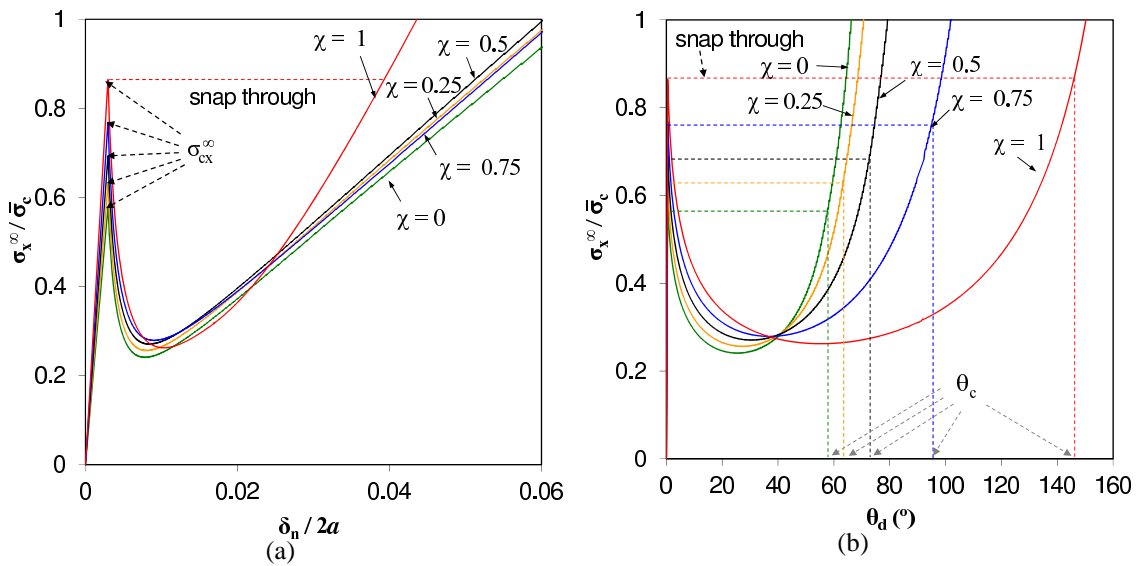 1
0.8
0.6
0.4
0.2
0
0
0.02
0.04
0.06
σx∞ / σ̄c
δn / 2a
(a)
χ = 1
χ = 0.5
χ = 0.25
χ = 0.75
χ = 0
snap through
σcx∞
1
0.8
0.6
0.4
0.2
0
0
20
40
60
80
100
120
140
160
σx∞ / σ̄c
θd (º)
(b)
snap through
χ = 0
χ = 0.5
χ = 0.25
χ = 0.75
χ = 1
θc